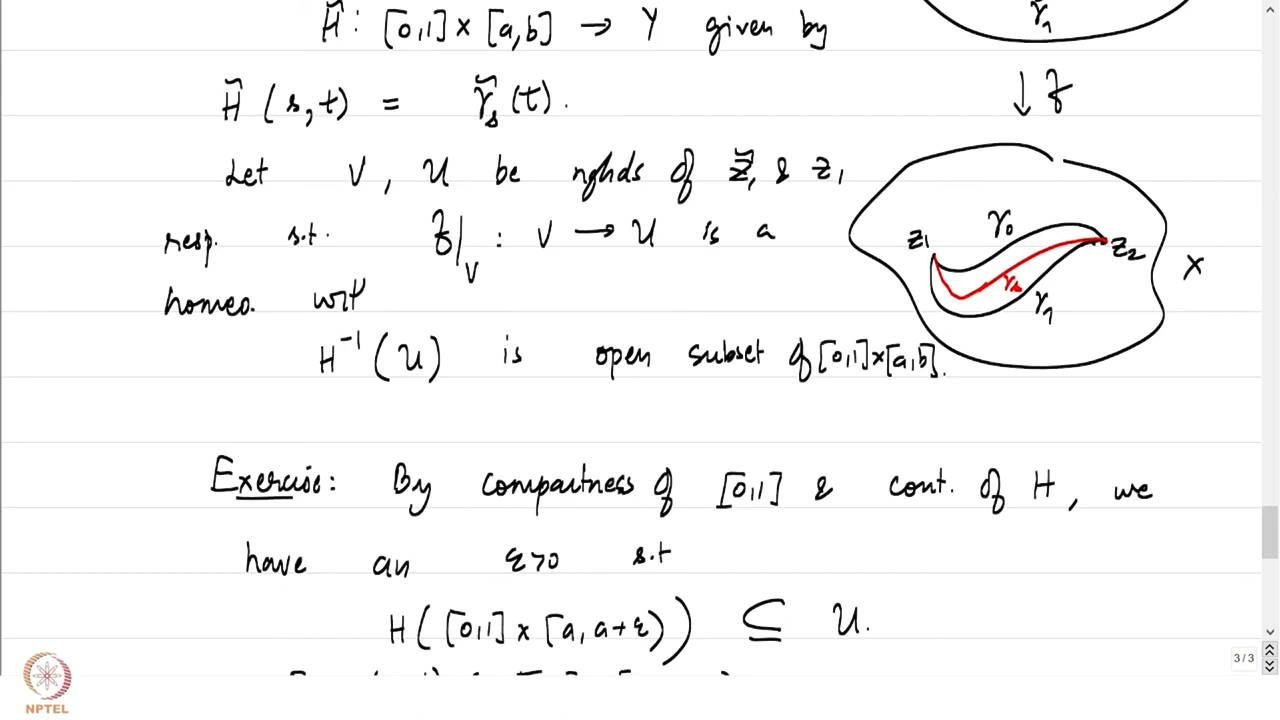 H̃ : [0,1] × [a,b] → Y given by
γ̃₁
H̃ (s,t) = γ̃ₛ (t).
↓ f
Let V, U be nghds of z̃₁ & z₁
resp. s.t. f|_V : V → U is a
homeo. wrt
z₁ γ₀ z₂ γₛ γ₁ X
H⁻¹(U) is open subset of [0,1]×[a,b].
Exercise: By compactness of [0,1] & cont. of H, we
have an ε>0 s.t
H([0,1] × [a, a+ε)) ⊆ U.
3/3
NPTEL